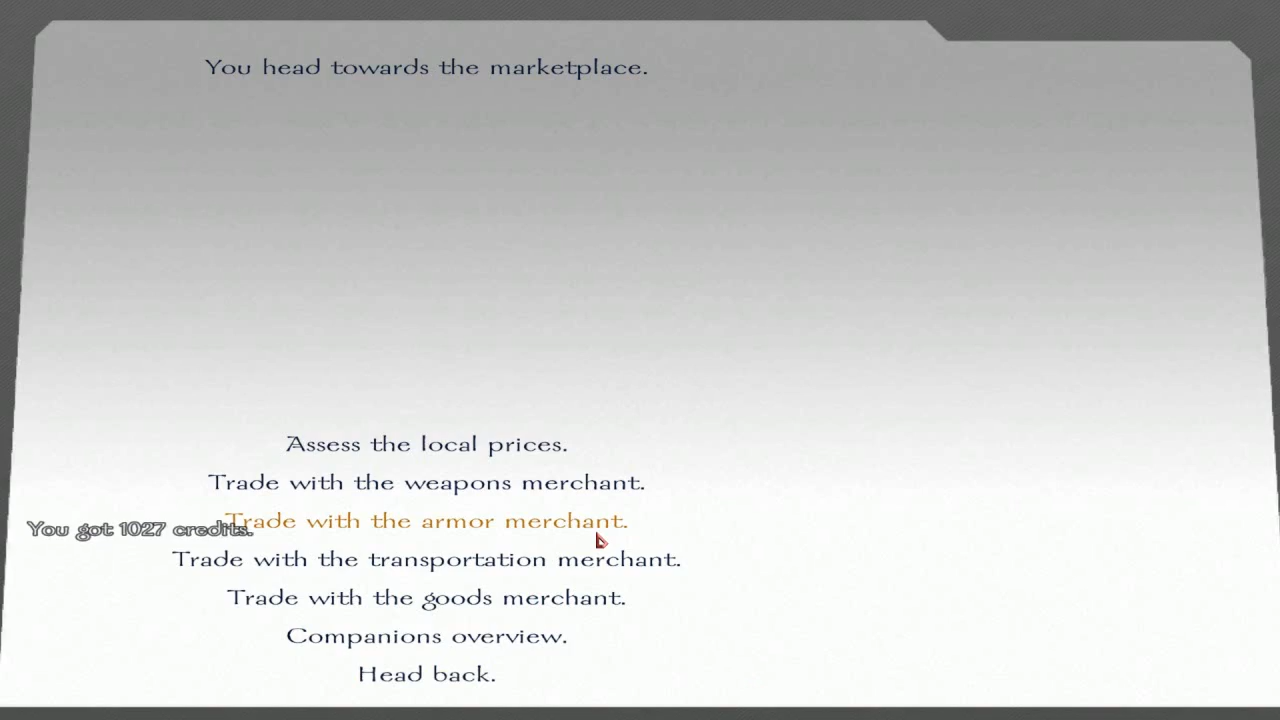 You head towards the marketplace.
Assess the local prices.
Trade with the weapons merchant.
Trade with the armor merchant.
You got 1027 credits.
Trade with the transportation merchant.
Trade with the goods merchant.
Companions overview.
Head back.